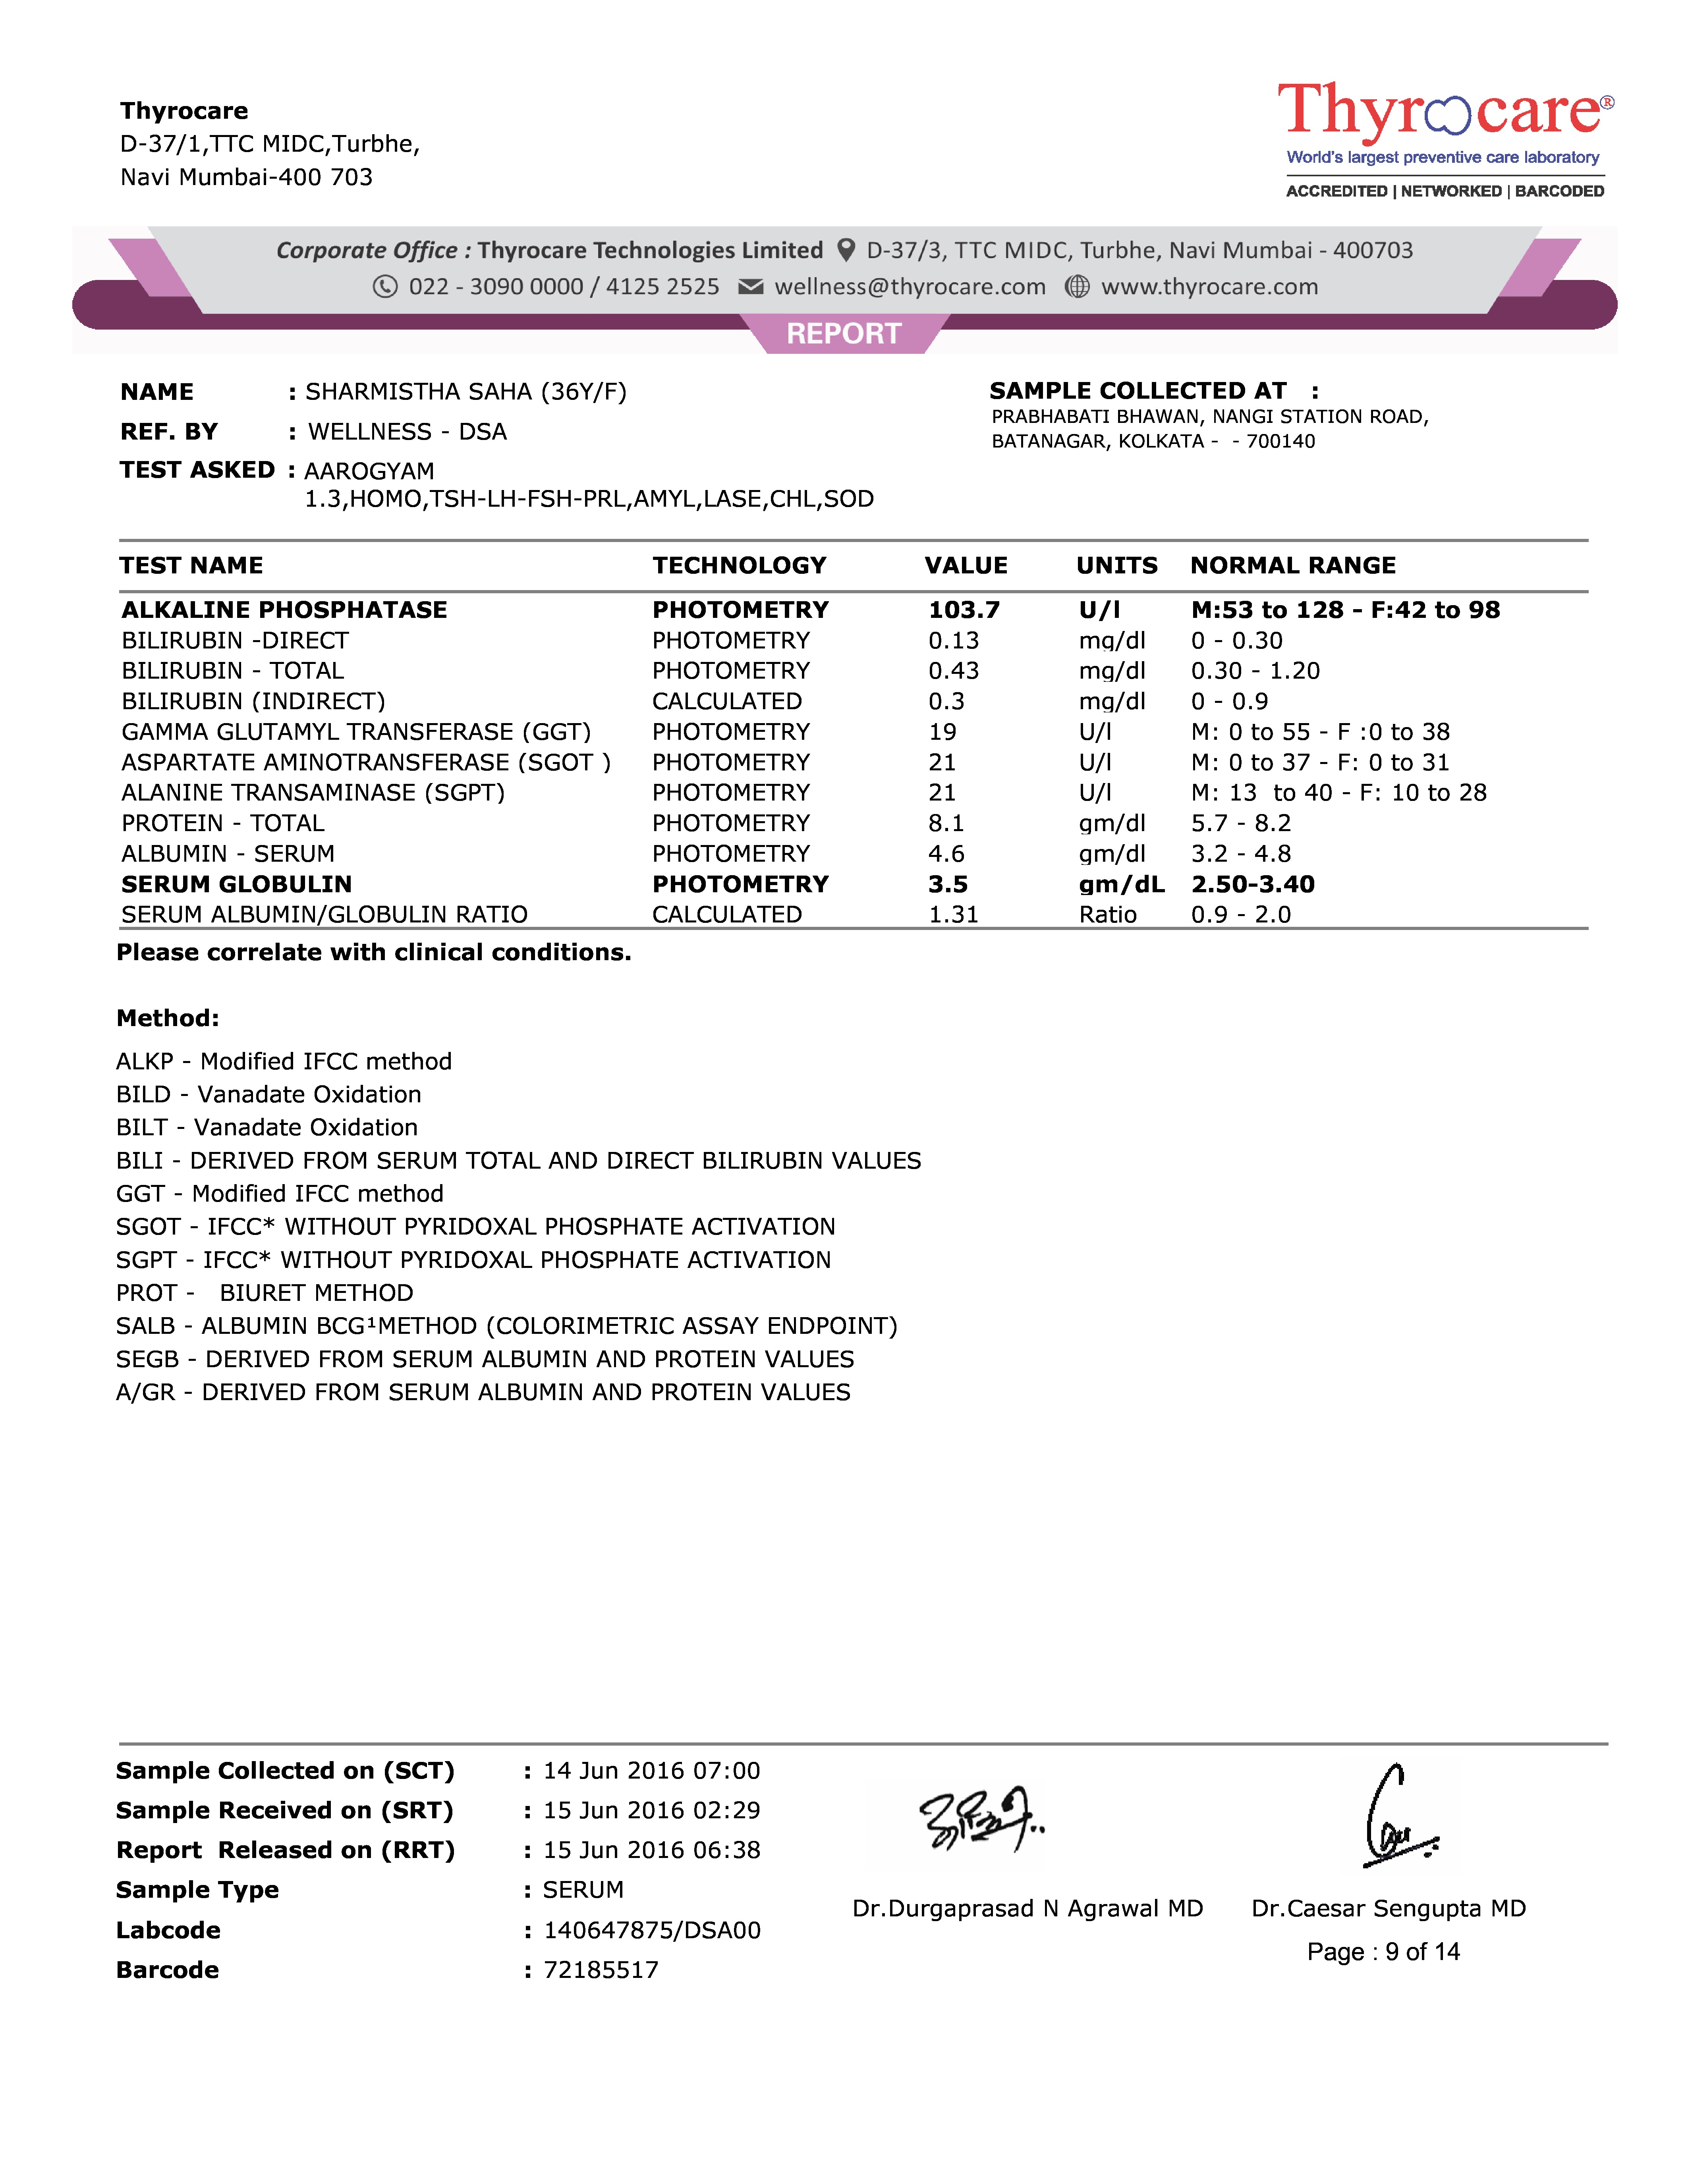 Thyrocare
D-37/1,TTC MIDC,Turbhe,
Navi Mumbai-400 703
Thyrocare®
World's largest preventive care laboratory
ACCREDITED | NETWORKED | BARCODED
Corporate Office : Thyrocare Technologies Limited D-37/3, TTC MIDC, Turbhe, Navi Mumbai - 400703
022 - 3090 0000 / 4125 2525 wellness@thyrocare.com www.thyrocare.com
REPORT
NAME : SHARMISTHA SAHA (36Y/F)
REF. BY : WELLNESS - DSA
TEST ASKED : AAROGYAM
1.3,HOMO,TSH-LH-FSH-PRL,AMYL,LASE,CHL,SOD
SAMPLE COLLECTED AT :
PRABHABATI BHAWAN, NANGI STATION ROAD,
BATANAGAR, KOLKATA - - 700140
TEST NAME TECHNOLOGY VALUE UNITS NORMAL RANGE
ALKALINE PHOSPHATASE PHOTOMETRY 103.7 U/l M:53 to 128 - F:42 to 98
BILIRUBIN -DIRECT PHOTOMETRY 0.13 mg/dl 0 - 0.30
BILIRUBIN - TOTAL PHOTOMETRY 0.43 mg/dl 0.30 - 1.20
BILIRUBIN (INDIRECT) CALCULATED 0.3 mg/dl 0 - 0.9
GAMMA GLUTAMYL TRANSFERASE (GGT) PHOTOMETRY 19 U/l M: 0 to 55 - F :0 to 38
ASPARTATE AMINOTRANSFERASE (SGOT ) PHOTOMETRY 21 U/l M: 0 to 37 - F: 0 to 31
ALANINE TRANSAMINASE (SGPT) PHOTOMETRY 21 U/l M: 13 to 40 - F: 10 to 28
PROTEIN - TOTAL PHOTOMETRY 8.1 gm/dl 5.7 - 8.2
ALBUMIN - SERUM PHOTOMETRY 4.6 gm/dl 3.2 - 4.8
SERUM GLOBULIN PHOTOMETRY 3.5 gm/dL 2.50-3.40
SERUM ALBUMIN/GLOBULIN RATIO CALCULATED 1.31 Ratio 0.9 - 2.0
Please correlate with clinical conditions.
Method:
ALKP - Modified IFCC method
BILD - Vanadate Oxidation
BILT - Vanadate Oxidation
BILI - DERIVED FROM SERUM TOTAL AND DIRECT BILIRUBIN VALUES
GGT - Modified IFCC method
SGOT - IFCC* WITHOUT PYRIDOXAL PHOSPHATE ACTIVATION
SGPT - IFCC* WITHOUT PYRIDOXAL PHOSPHATE ACTIVATION
PROT - BIURET METHOD
SALB - ALBUMIN BCG¹METHOD (COLORIMETRIC ASSAY ENDPOINT)
SEGB - DERIVED FROM SERUM ALBUMIN AND PROTEIN VALUES
A/GR - DERIVED FROM SERUM ALBUMIN AND PROTEIN VALUES
Sample Collected on (SCT) : 14 Jun 2016 07:00
Sample Received on (SRT) : 15 Jun 2016 02:29
Report Released on (RRT) : 15 Jun 2016 06:38
Sample Type : SERUM
Labcode : 140647875/DSA00
Barcode : 72185517
Dr.Durgaprasad N Agrawal MD
Dr.Caesar Sengupta MD
Page : 9 of 14